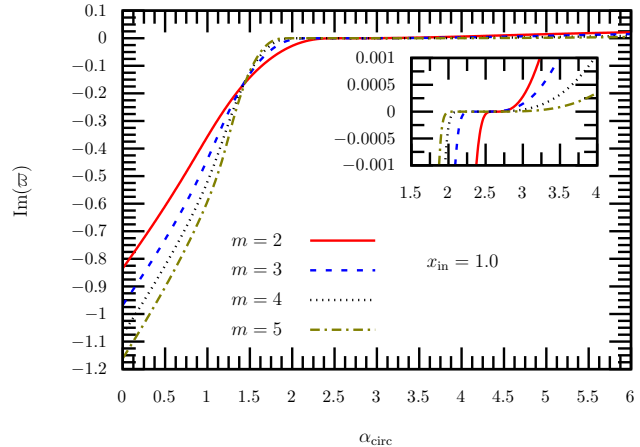 0.1
0
−0.1
−0.2
−0.3
−0.4
−0.5
−0.6
−0.7
−0.8
−0.9
−1
−1.1
−1.2
Im(ϖ)
0.001
0.0005
0
−0.0005
−0.001
1.5 2 2.5 3 3.5 4
m = 2
m = 3
m = 4
m = 5
x_in = 1.0
0 0.5 1 1.5 2 2.5 3 3.5 4 4.5 5 5.5 6
α_circ